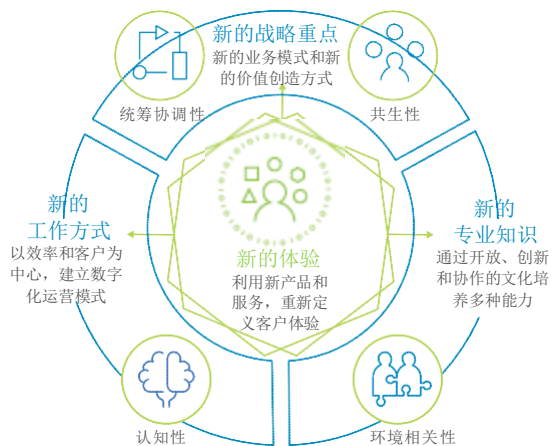 新的战略重点
新的业务模式和新
的价值创造方式
统筹协调性
共生性
新的
工作方式
以效率和客户为
中心，建立数字
化运营模式
新的体验
利用新产品和
服务，重新定
义客户体验
新的
专业知识
通过开放、创新
和协作的文化培
养多种能力
认知性
环境相关性